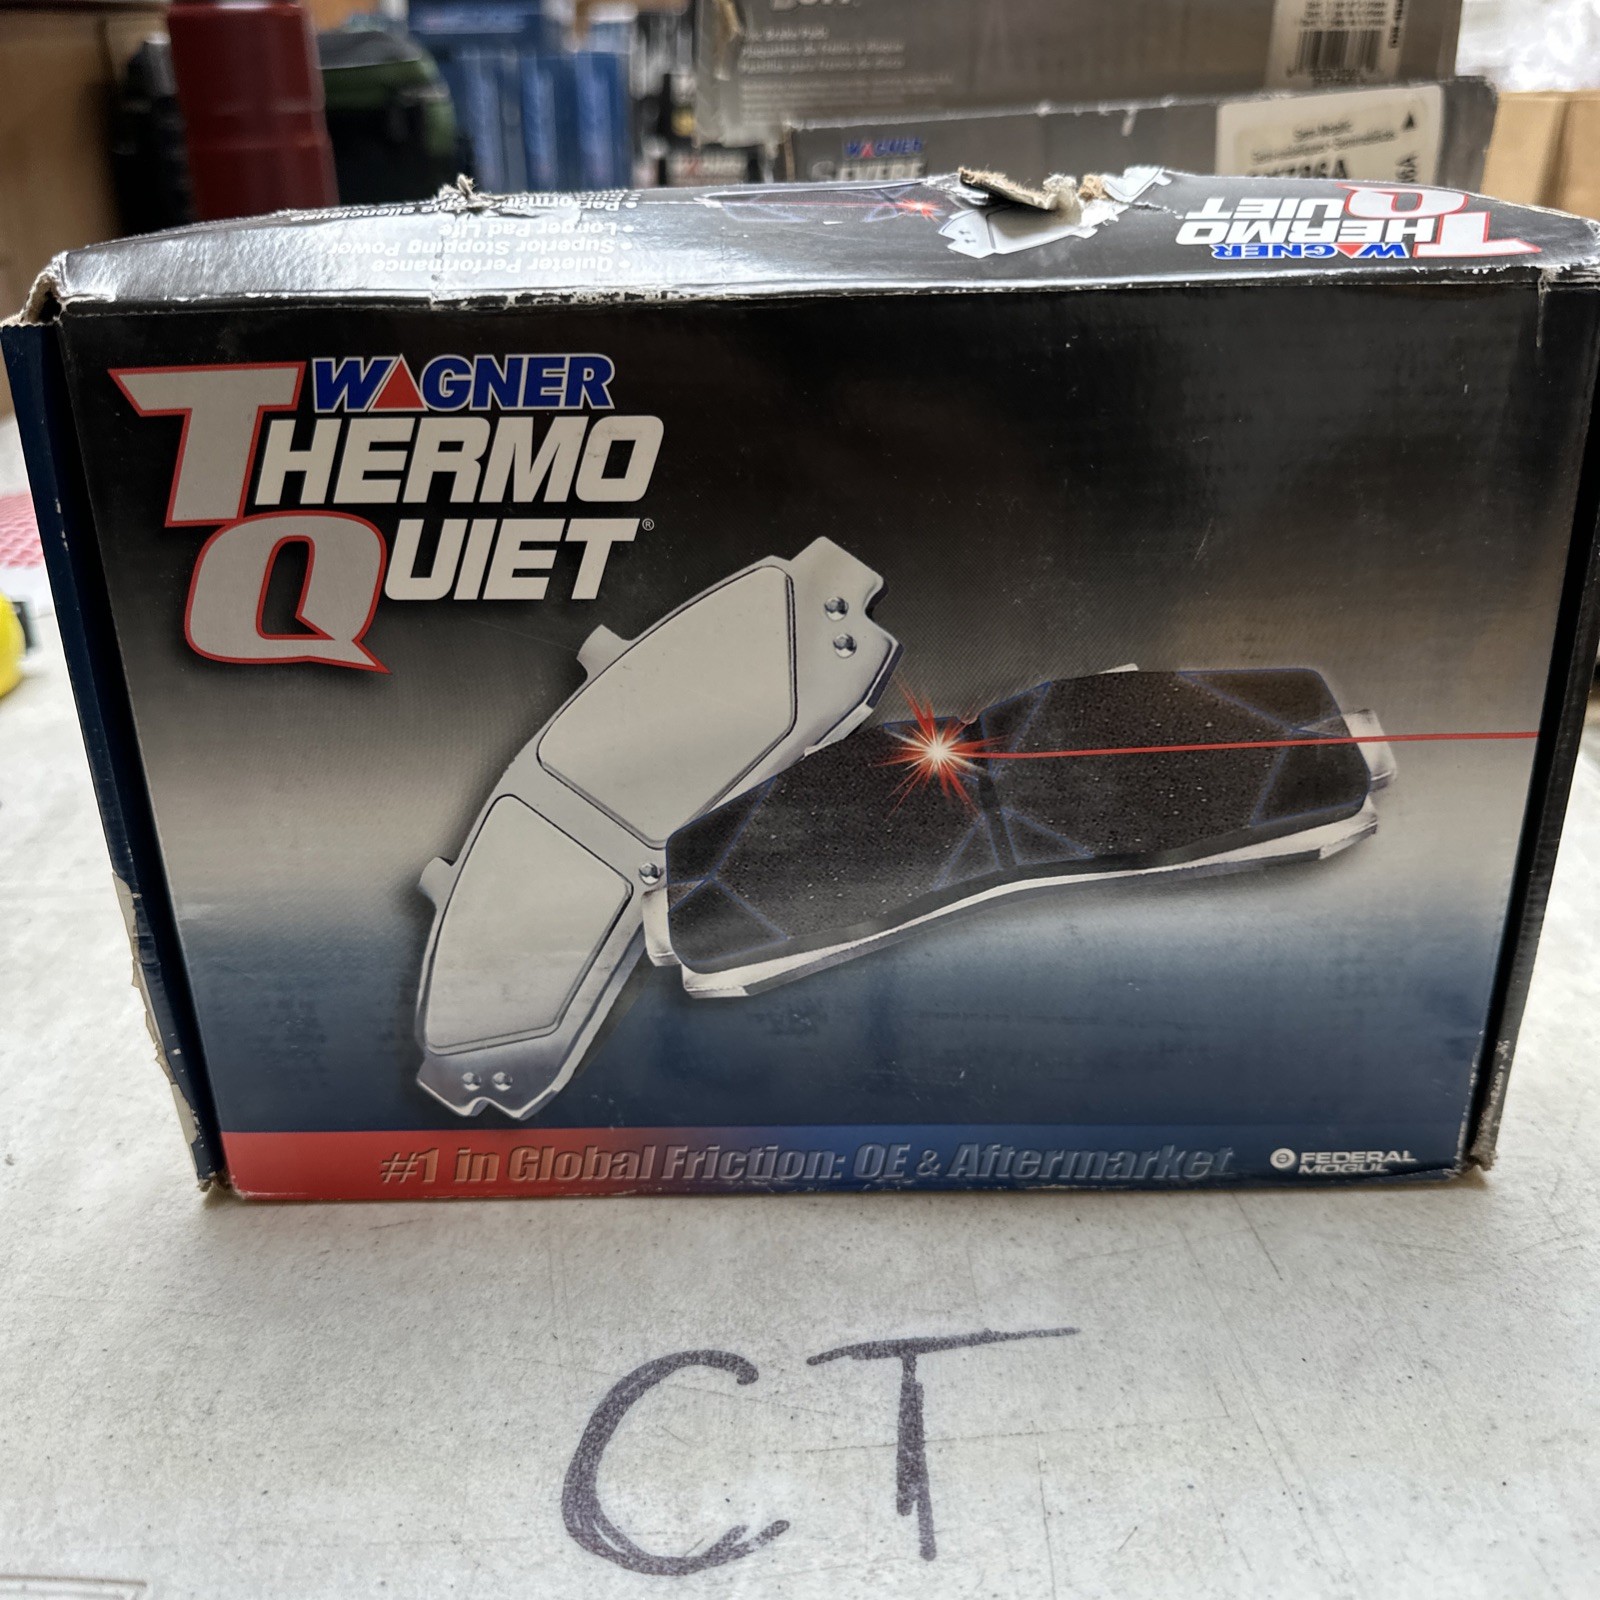 WAGNER
SEVERE
• Quieter Performance
• Superior Stopping Power
• Longer Pad Life
WAGNER
THERMO
QUIET
WAGNER
THERMO
QUIET®
#1 in Global Friction: OE & Aftermarket
FEDERAL
MOGUL
CT